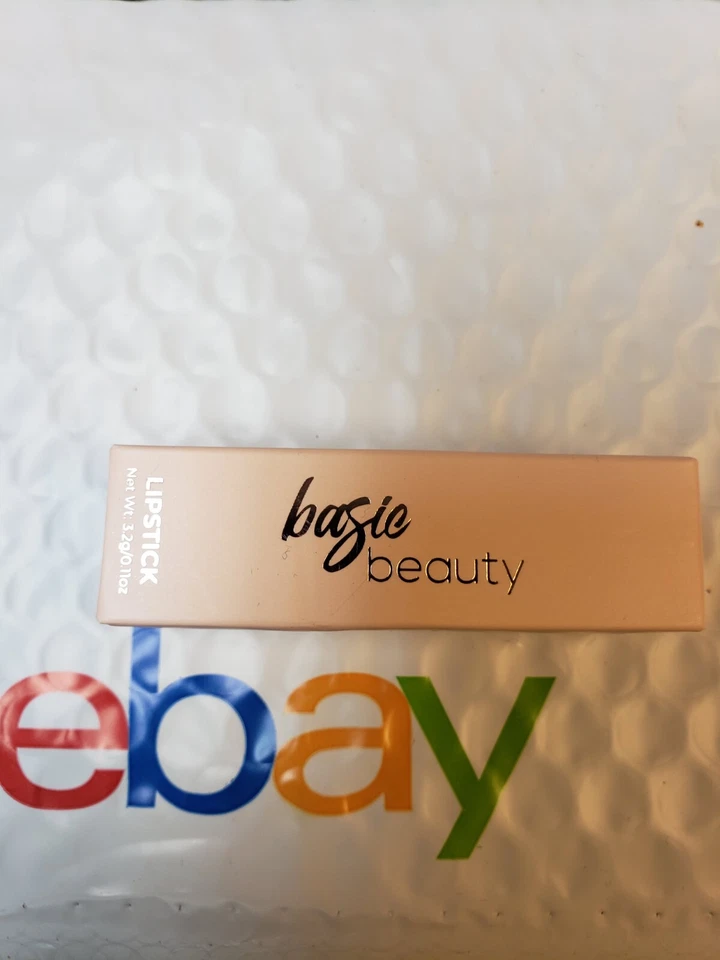 LIPSTICK
Net Wt. 3.2g/0.11oz
basic
beauty
ebay